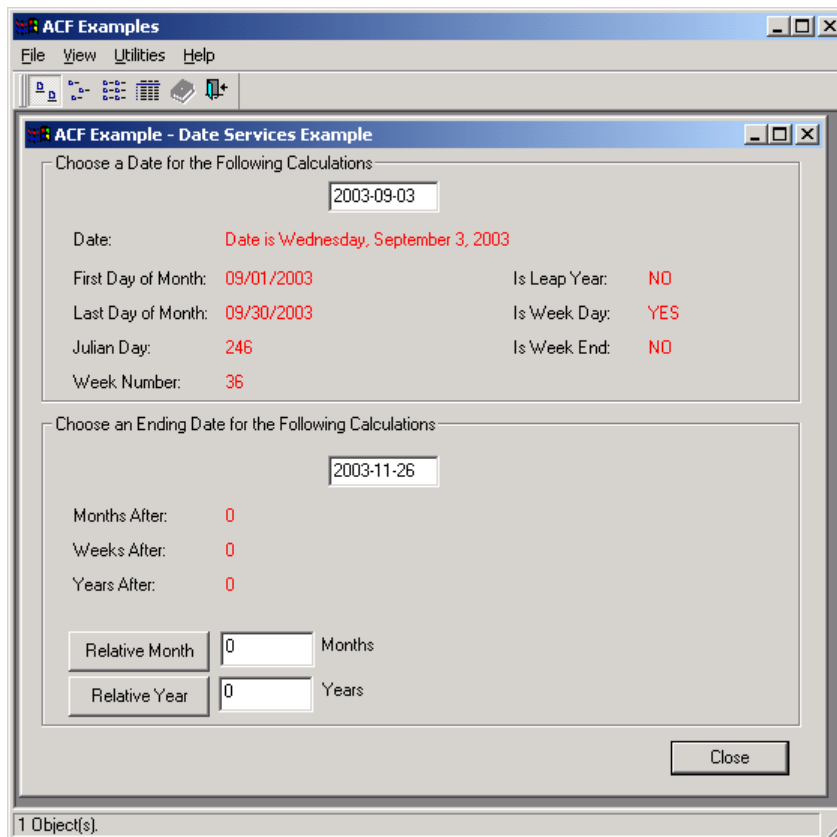 ACF Examples
File View Utilities Help
ACF Example - Date Services Example
Choose a Date for the Following Calculations
2003-09-03
Date: Date is Wednesday, September 3, 2003
First Day of Month: 09/01/2003 Is Leap Year: NO
Last Day of Month: 09/30/2003 Is Week Day: YES
Julian Day: 246 Is Week End: NO
Week Number: 36
Choose an Ending Date for the Following Calculations
2003-11-26
Months After: 0
Weeks After: 0
Years After: 0
Relative Month 0 Months
Relative Year 0 Years
Close
1 Object(s).